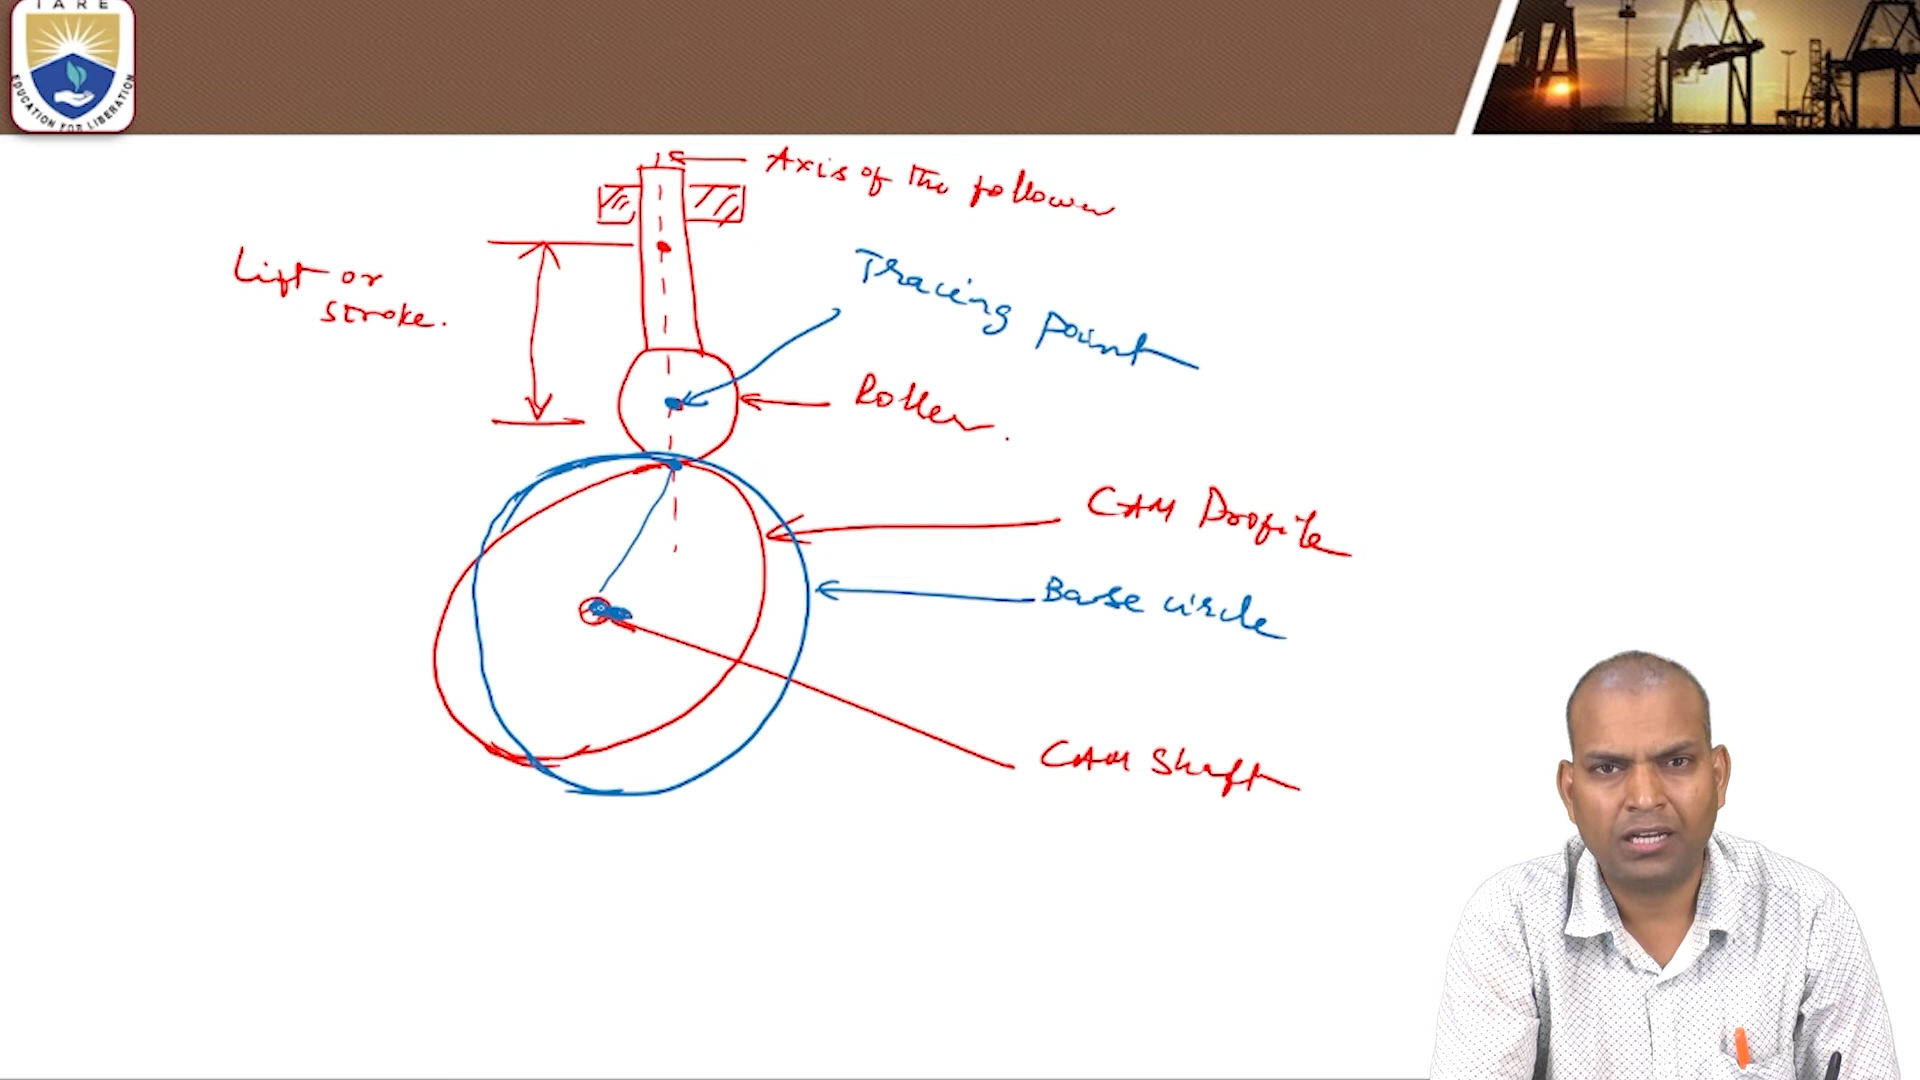 IARE
EDUCATION FOR LIBERATION
Axis of the follower
Lift or
stroke.
Tracing point
Roller.
CAM Profile
Base circle
CAM Shaft